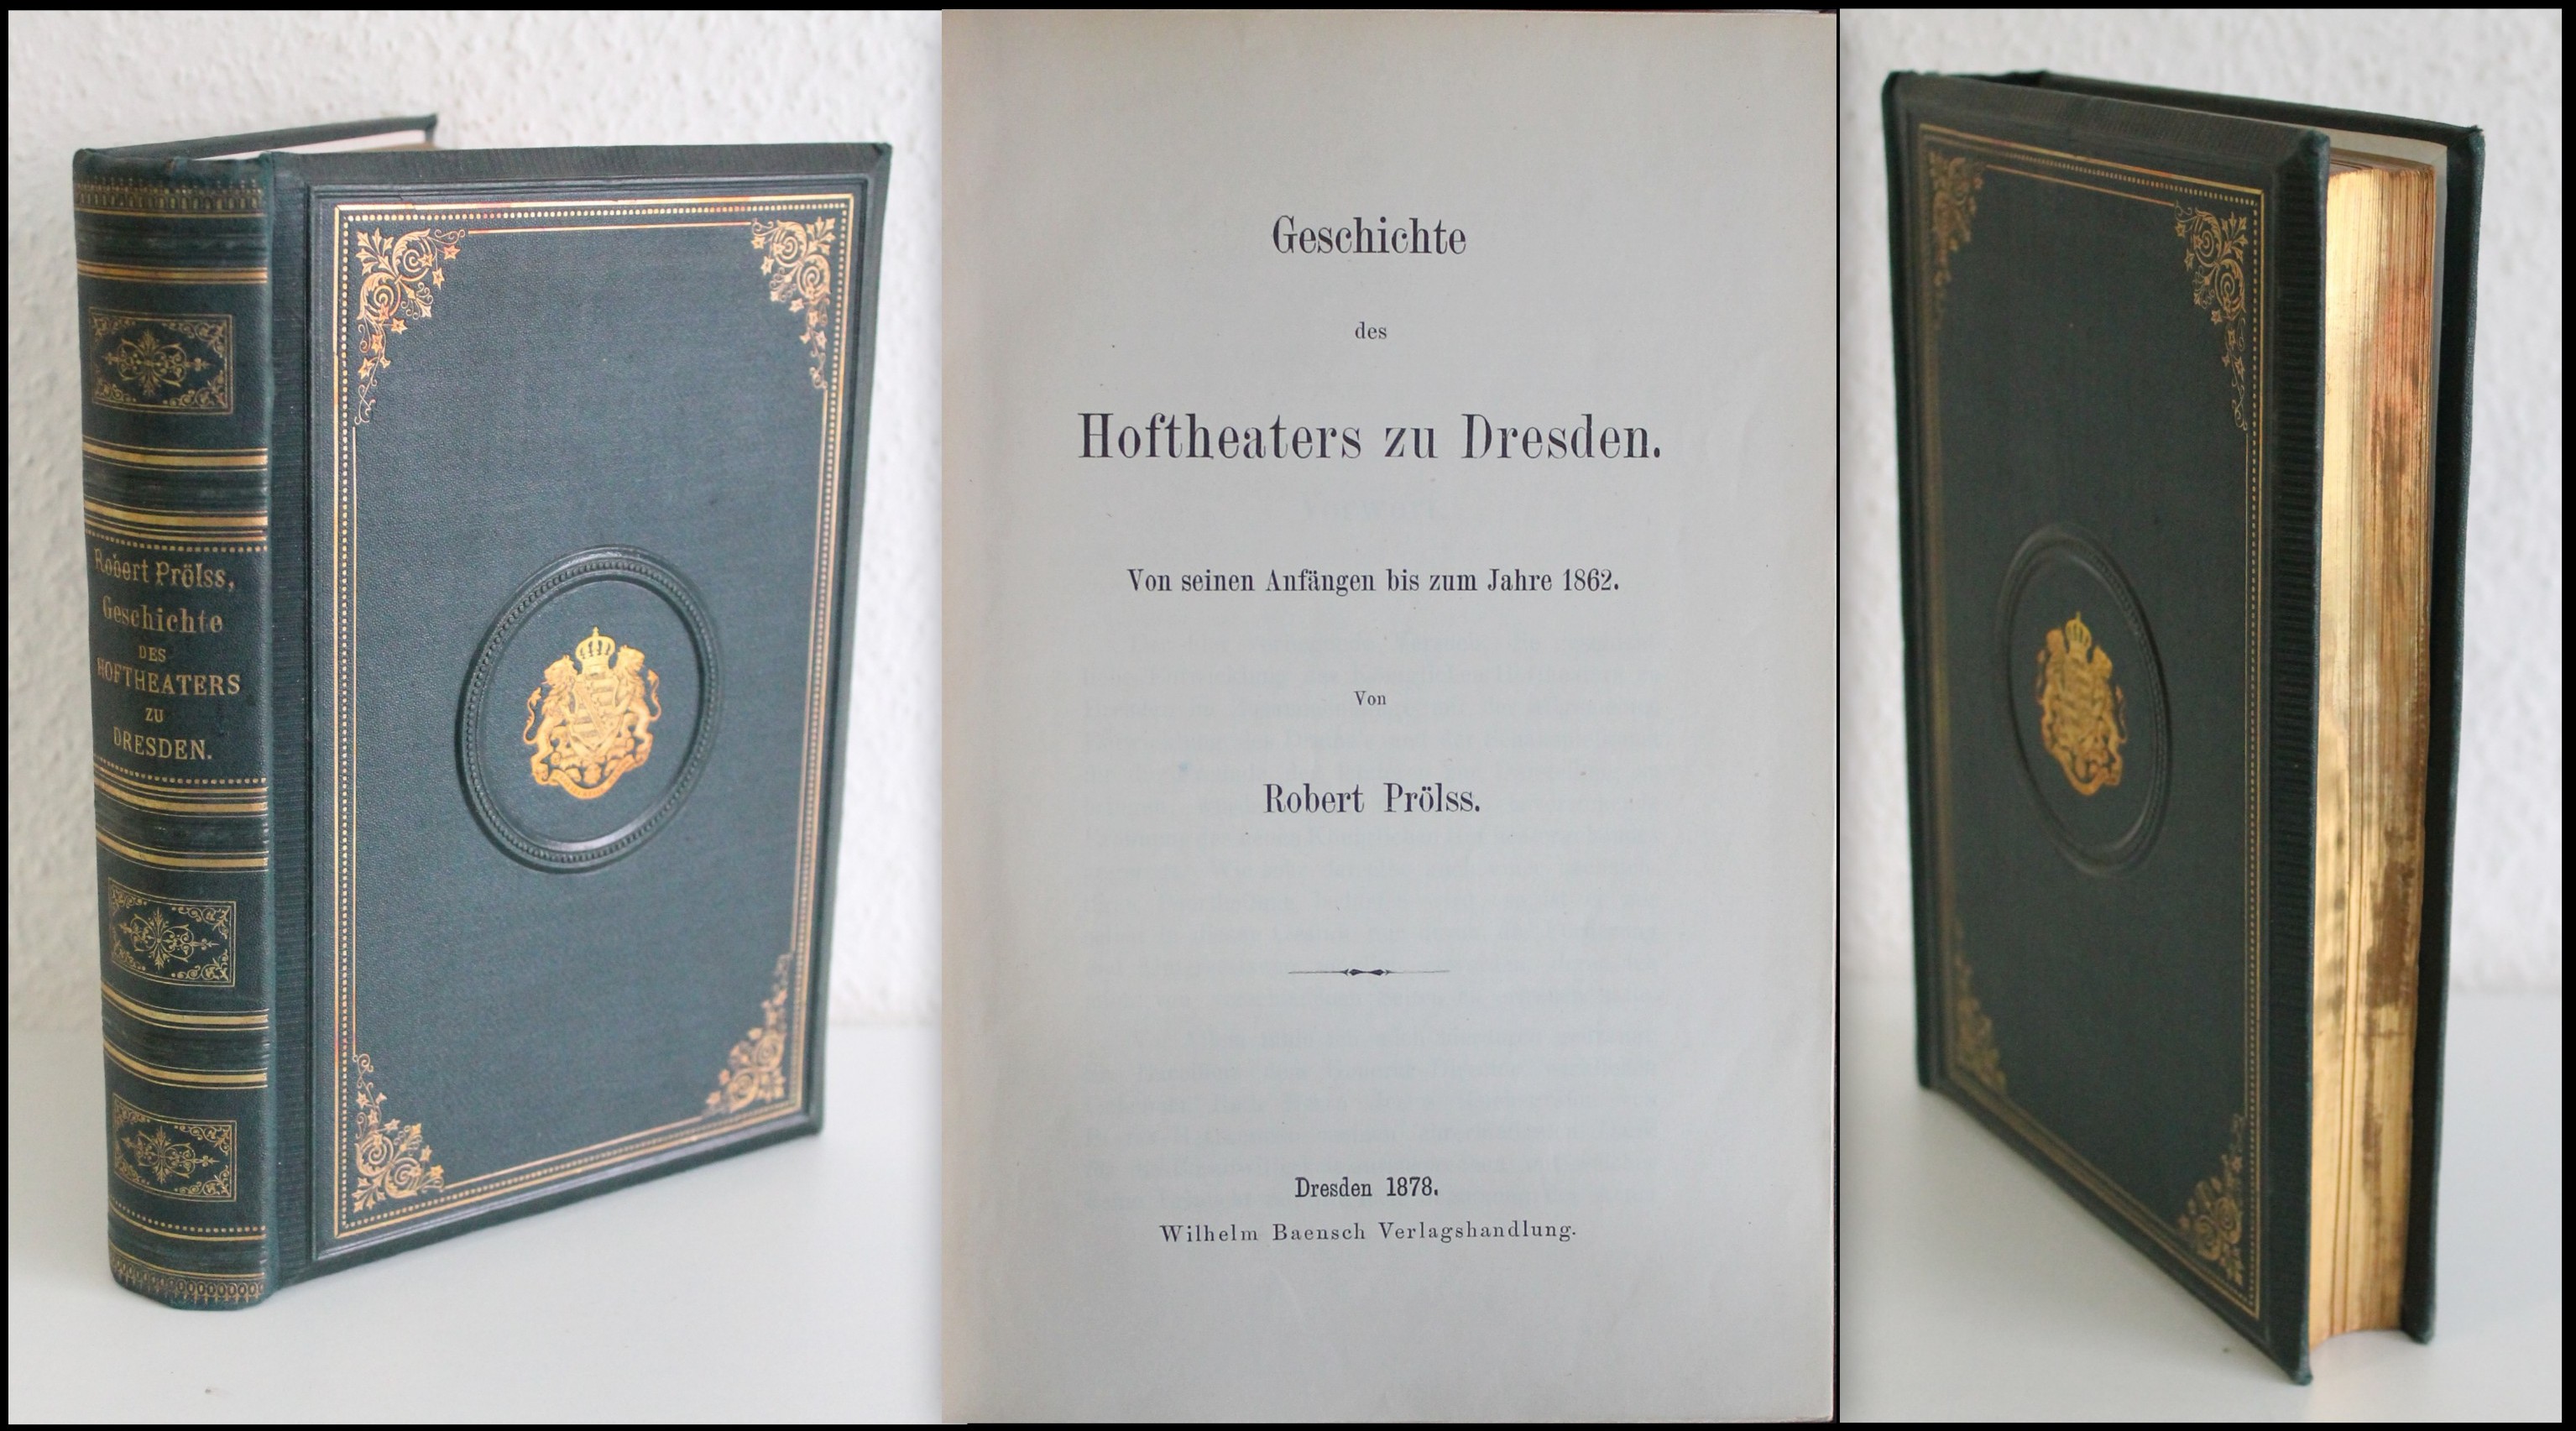 Robert Prölss,
Geschichte
DES
HOFTHEATERS
ZU
DRESDEN.
Geschichte
des
Hoftheaters zu Dresden.
Von seinen Anfängen bis zum Jahre 1862.
Von
Robert Prölss.
Dresden 1878.
Wilhelm Baensch Verlagshandlung.